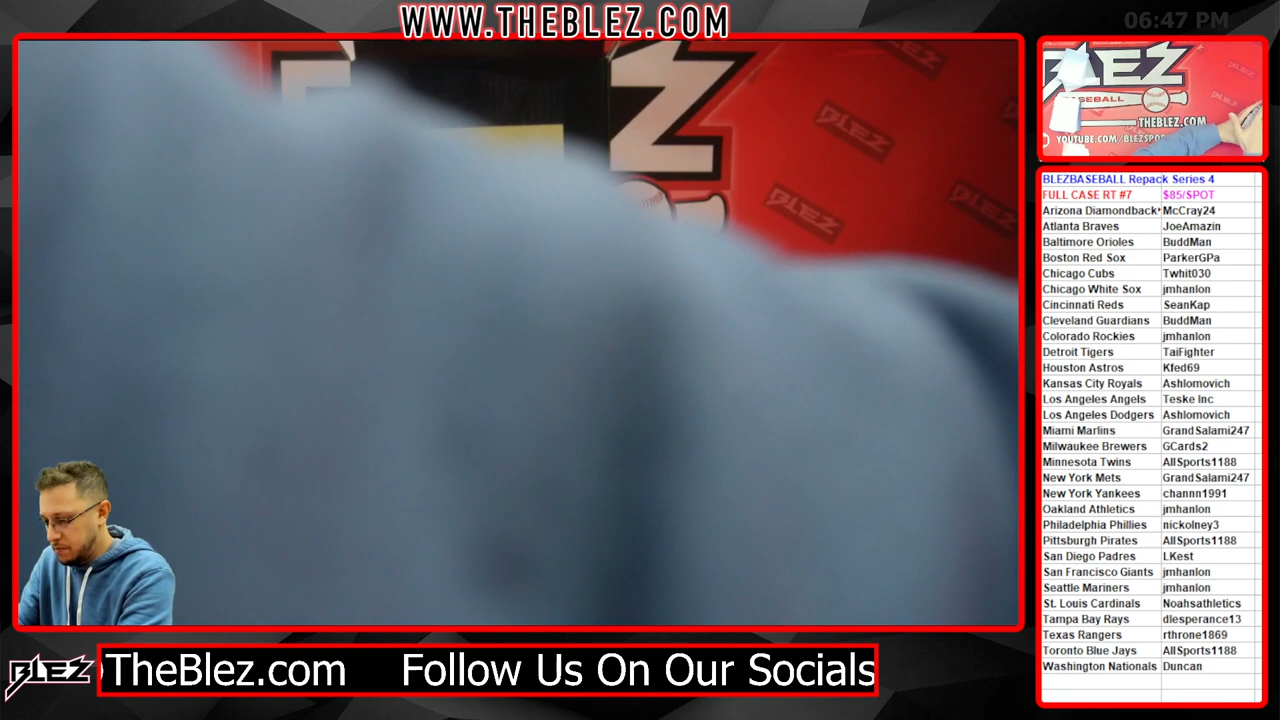 WWW.THEBLEZ.COM
06:47 PM
BLEZ
BLEZ
BLEZ
BASEBALL
THEBLEZ.COM
BLEZBASEBALL Repack Series 4
FULL CASE RT #7 $85/SPOT
Arizona Diamondback McCray24
Atlanta Braves JoeAmazin
Baltimore Orioles BuddMan
Boston Red Sox ParkerGPa
Chicago Cubs Twhit030
Chicago White Sox jmhanlon
Cincinnati Reds SeanKap
Cleveland Guardians BuddMan
Colorado Rockies jmhanlon
Detroit Tigers TaiFighter
Houston Astros Kfed69
Kansas City Royals Ashlomovich
Los Angeles Angels Teske Inc
Los Angeles Dodgers Ashlomovich
Miami Marlins GrandSalami247
Milwaukee Brewers GCards2
Minnesota Twins AllSports1188
New York Mets GrandSalami247
New York Yankees channn1991
Oakland Athletics jmhanlon
Philadelphia Phillies nickolney3
Pittsburgh Pirates AllSports1188
San Diego Padres LKest
San Francisco Giants jmhanlon
Seattle Mariners jmhanlon
St. Louis Cardinals Noahsathletics
Tampa Bay Rays dlesperance13
Texas Rangers rthrone1869
Toronto Blue Jays AllSports1188
Washington Nationals Duncan
BLEZ TheBlez.com Follow Us On Our Socials